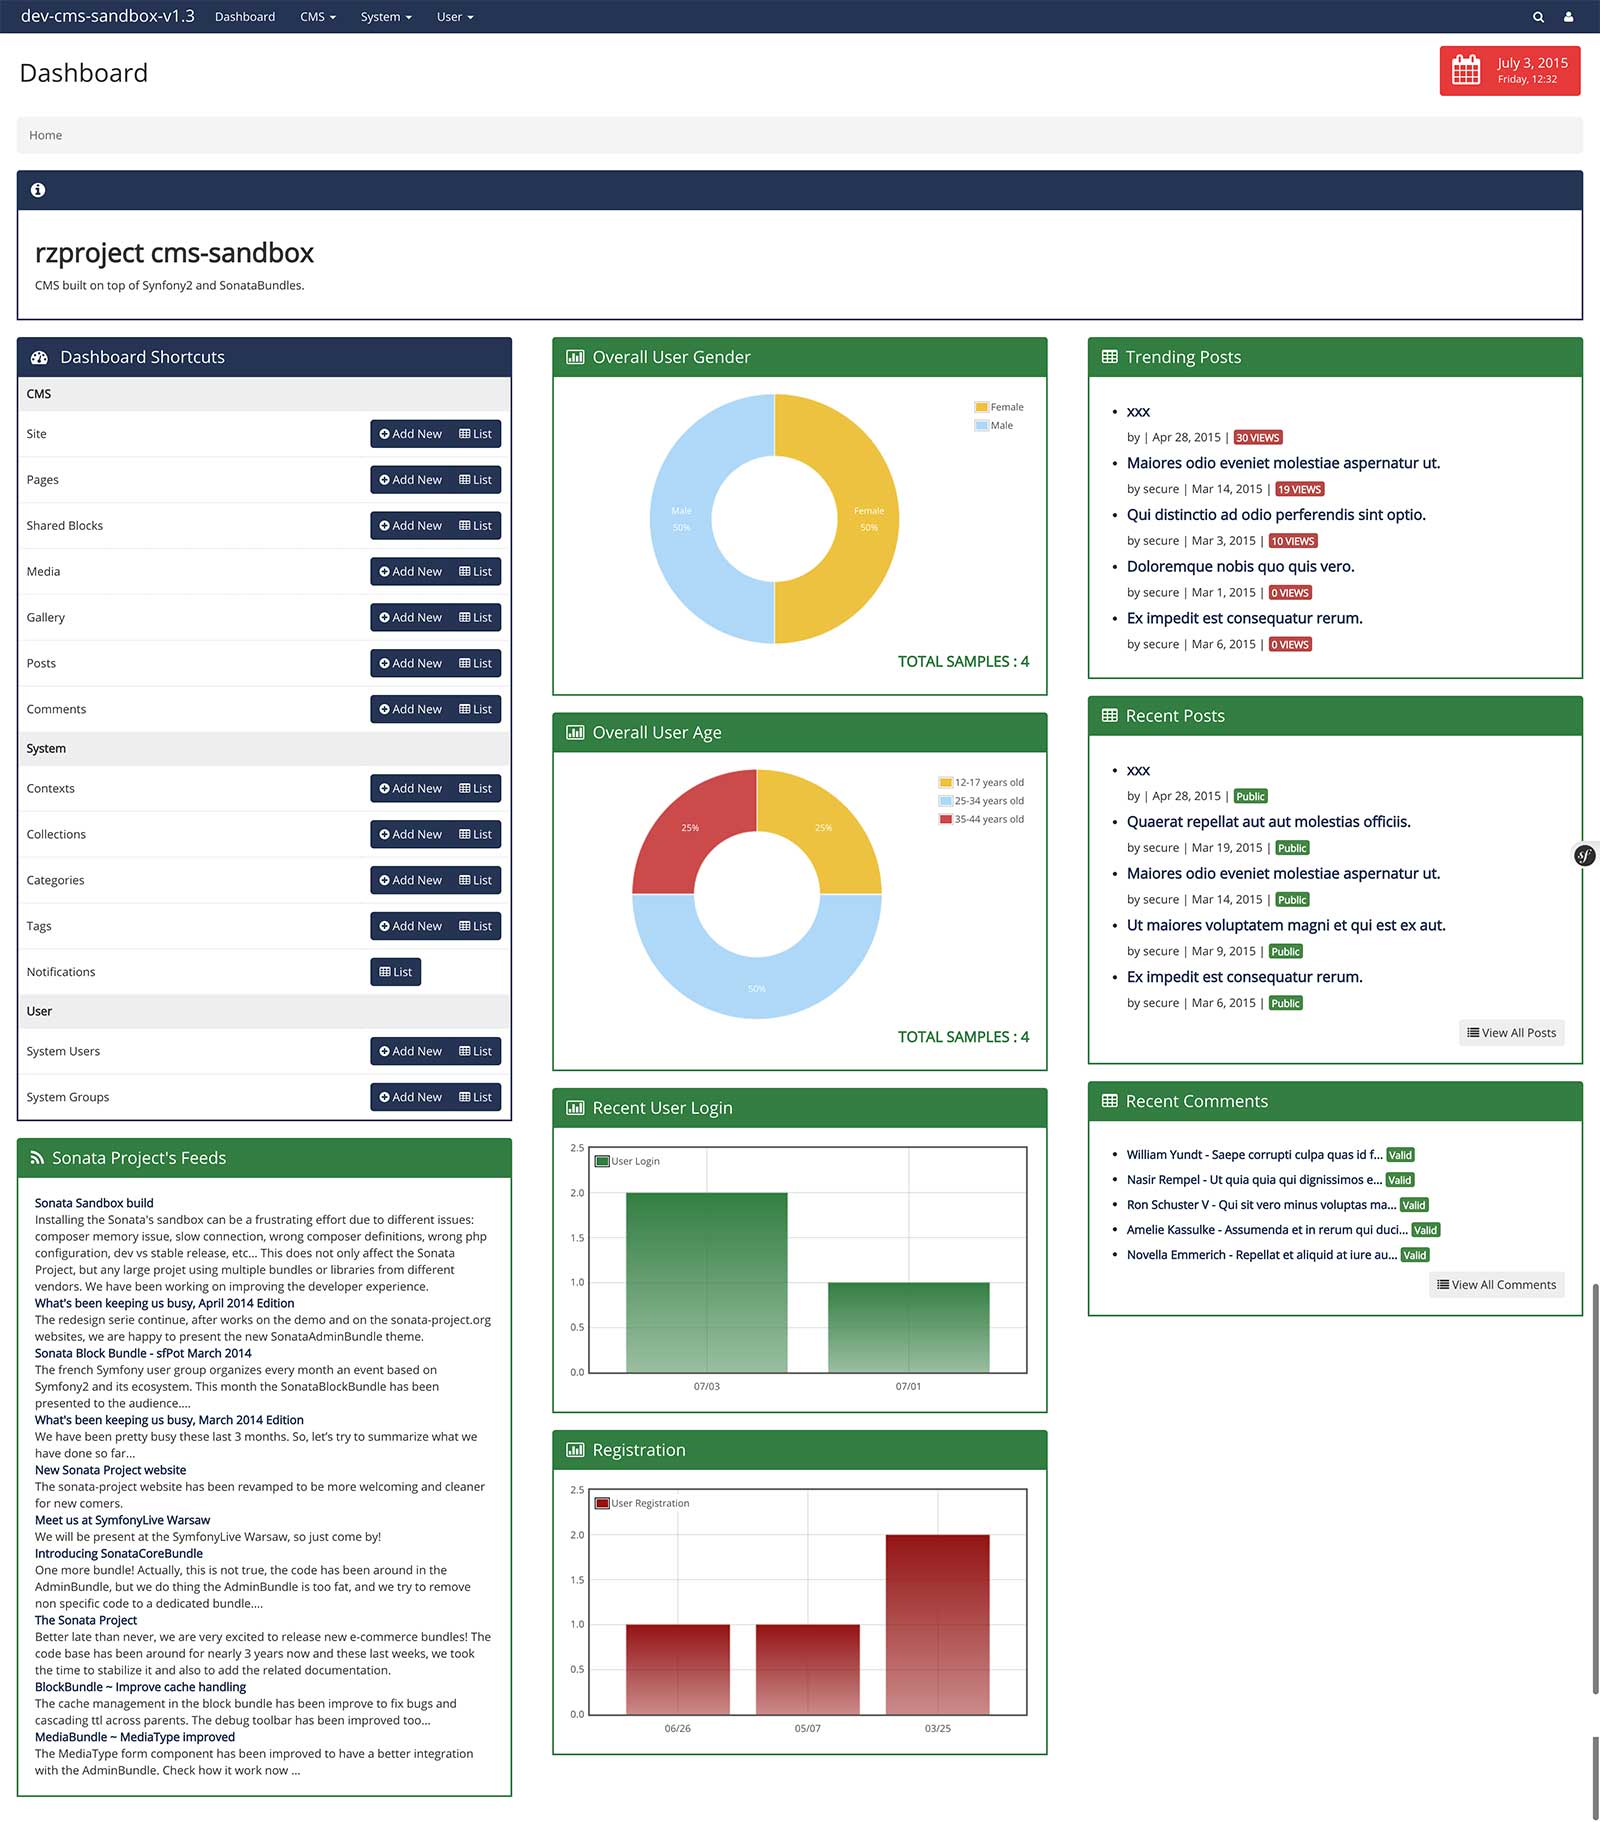 dev-cms-sandbox-v1.3 Dashboard CMS System User
Dashboard
July 3, 2015
Friday, 12:32
Home
rzproject cms-sandbox
CMS built on top of Synfony2 and SonataBundles.
Dashboard Shortcuts
CMS
Site Add New List
Pages Add New List
Shared Blocks Add New List
Media Add New List
Gallery Add New List
Posts Add New List
Comments Add New List
System
Contexts Add New List
Collections Add New List
Categories Add New List
Tags Add New List
Notifications List
User
System Users Add New List
System Groups Add New List
Sonata Project's Feeds
Sonata Sandbox build
Installing the Sonata's sandbox can be a frustrating effort due to different issues:
composer memory issue, slow connection, wrong composer definitions, wrong php
configuration, dev vs stable release, etc... This does not only affect the Sonata
Project, but any large projet using multiple bundles or libraries from different
vendors. We have been working on improving the developer experience.
What's been keeping us busy, April 2014 Edition
The redesign serie continue, after works on the demo and on the sonata-project.org
websites, we are happy to present the new SonataAdminBundle theme.
Sonata Block Bundle - sfPot March 2014
The french Symfony user group organizes every month an event based on
Symfony2 and its ecosystem. This month the SonataBlockBundle has been
presented to the audience....
What's been keeping us busy, March 2014 Edition
We have been pretty busy these last 3 months. So, let's try to summarize what we
have done so far...
New Sonata Project website
The sonata-project website has been revamped to be more welcoming and cleaner
for new comers.
Meet us at SymfonyLive Warsaw
We will be present at the SymfonyLive Warsaw, so just come by!
Introducing SonataCoreBundle
One more bundle! Actually, this is not true, the code has been around in the
AdminBundle, but we do thing the AdminBundle is too fat, and we try to remove
non specific code to a dedicated bundle....
The Sonata Project
Better late than never, we are very excited to release new e-commerce bundles! The
code base has been around for nearly 3 years now and these last weeks, we took
the time to stabilize it and also to add the related documentation.
BlockBundle ~ Improve cache handling
The cache management in the block bundle has been improve to fix bugs and
cascading ttl across parents. The debug toolbar has been improved too...
MediaBundle ~ MediaType improved
The MediaType form component has been improved to have a better integration
with the AdminBundle. Check how it work now ...
Overall User Gender
Female
Male
Male
50%
Female
50%
TOTAL SAMPLES : 4
Overall User Age
12-17 years old
25-34 years old
35-44 years old
25%
25%
50%
TOTAL SAMPLES : 4
Recent User Login
User Login
2.5
2.0
1.5
1.0
0.5
0.0
07/03 07/01
Registration
User Registration
2.5
2.0
1.5
1.0
0.5
0.0
06/26 05/07 03/25
Trending Posts
xxx
by | Apr 28, 2015 | 30 VIEWS
Maiores odio eveniet molestiae aspernatur ut.
by secure | Mar 14, 2015 | 19 VIEWS
Qui distinctio ad odio perferendis sint optio.
by secure | Mar 3, 2015 | 10 VIEWS
Doloremque nobis quo quis vero.
by secure | Mar 1, 2015 | 0 VIEWS
Ex impedit est consequatur rerum.
by secure | Mar 6, 2015 | 0 VIEWS
Recent Posts
xxx
by | Apr 28, 2015 | Public
Quaerat repellat aut aut molestias officiis.
by secure | Mar 19, 2015 | Public
Maiores odio eveniet molestiae aspernatur ut.
by secure | Mar 14, 2015 | Public
Ut maiores voluptatem magni et qui est ex aut.
by secure | Mar 9, 2015 | Public
Ex impedit est consequatur rerum.
by secure | Mar 6, 2015 | Public
View All Posts
sf
Recent Comments
William Yundt - Saepe corrupti culpa quas id f... Valid
Nasir Rempel - Ut quia quia qui dignissimos e... Valid
Ron Schuster V - Qui sit vero minus voluptas ma... Valid
Amelie Kassulke - Assumenda et in rerum qui duci... Valid
Novella Emmerich - Repellat et aliquid at iure au... Valid
View All Comments